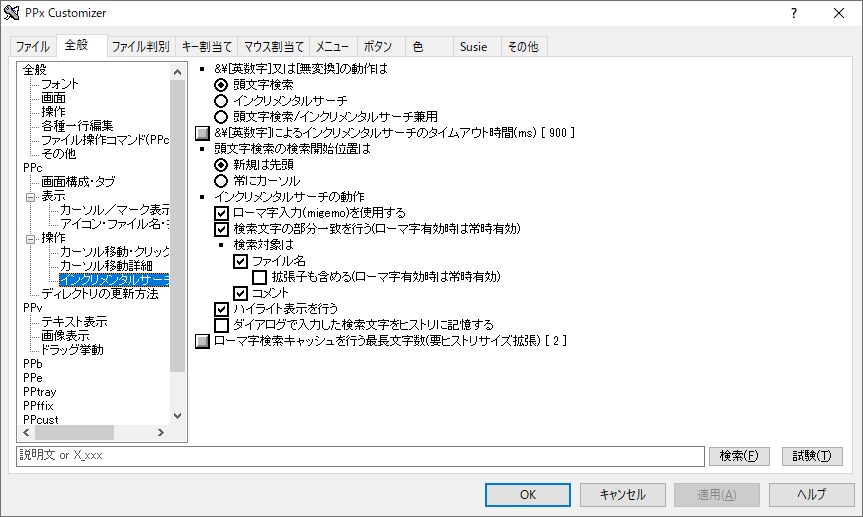 PPx Customizer
ファイル 全般 ファイル判別 キー割当て マウス割当て メニュー ボタン 色 Susie その他
全般
フォント
画面
操作
各種一行編集
ファイル操作コマンド(PPc
その他
PPc
画面構成・タブ
表示
カーソル／マーク表示
アイコン・ファイル名・
操作
カーソル移動・クリック
カーソル移動詳細
インクリメンタルサーチ
ディレクトリの更新方法
PPv
テキスト表示
画像表示
ドラッグ挙動
PPb
PPe
PPtray
PPffix
PPcust
&¥[英数字]又は[無変換]の動作は
頭文字検索
インクリメンタルサーチ
頭文字検索/インクリメンタルサーチ兼用
&¥[英数字]によるインクリメンタルサーチのタイムアウト時間(ms) [ 900 ]
頭文字検索の検索開始位置は
新規は先頭
常にカーソル
インクリメンタルサーチの動作
ローマ字入力(migemo)を使用する
検索文字の部分一致を行う(ローマ字有効時は常時有効)
検索対象は
ファイル名
拡張子も含める(ローマ字有効時は常時有効)
コメント
ハイライト表示を行う
ダイアログで入力した検索文字をヒストリに記憶する
ローマ字検索キャッシュを行う最長文字数(要ヒストリサイズ拡張) [ 2 ]
説明文 or X_xxx 検索(F) 試験(T)
OK キャンセル 適用(A) ヘルプ